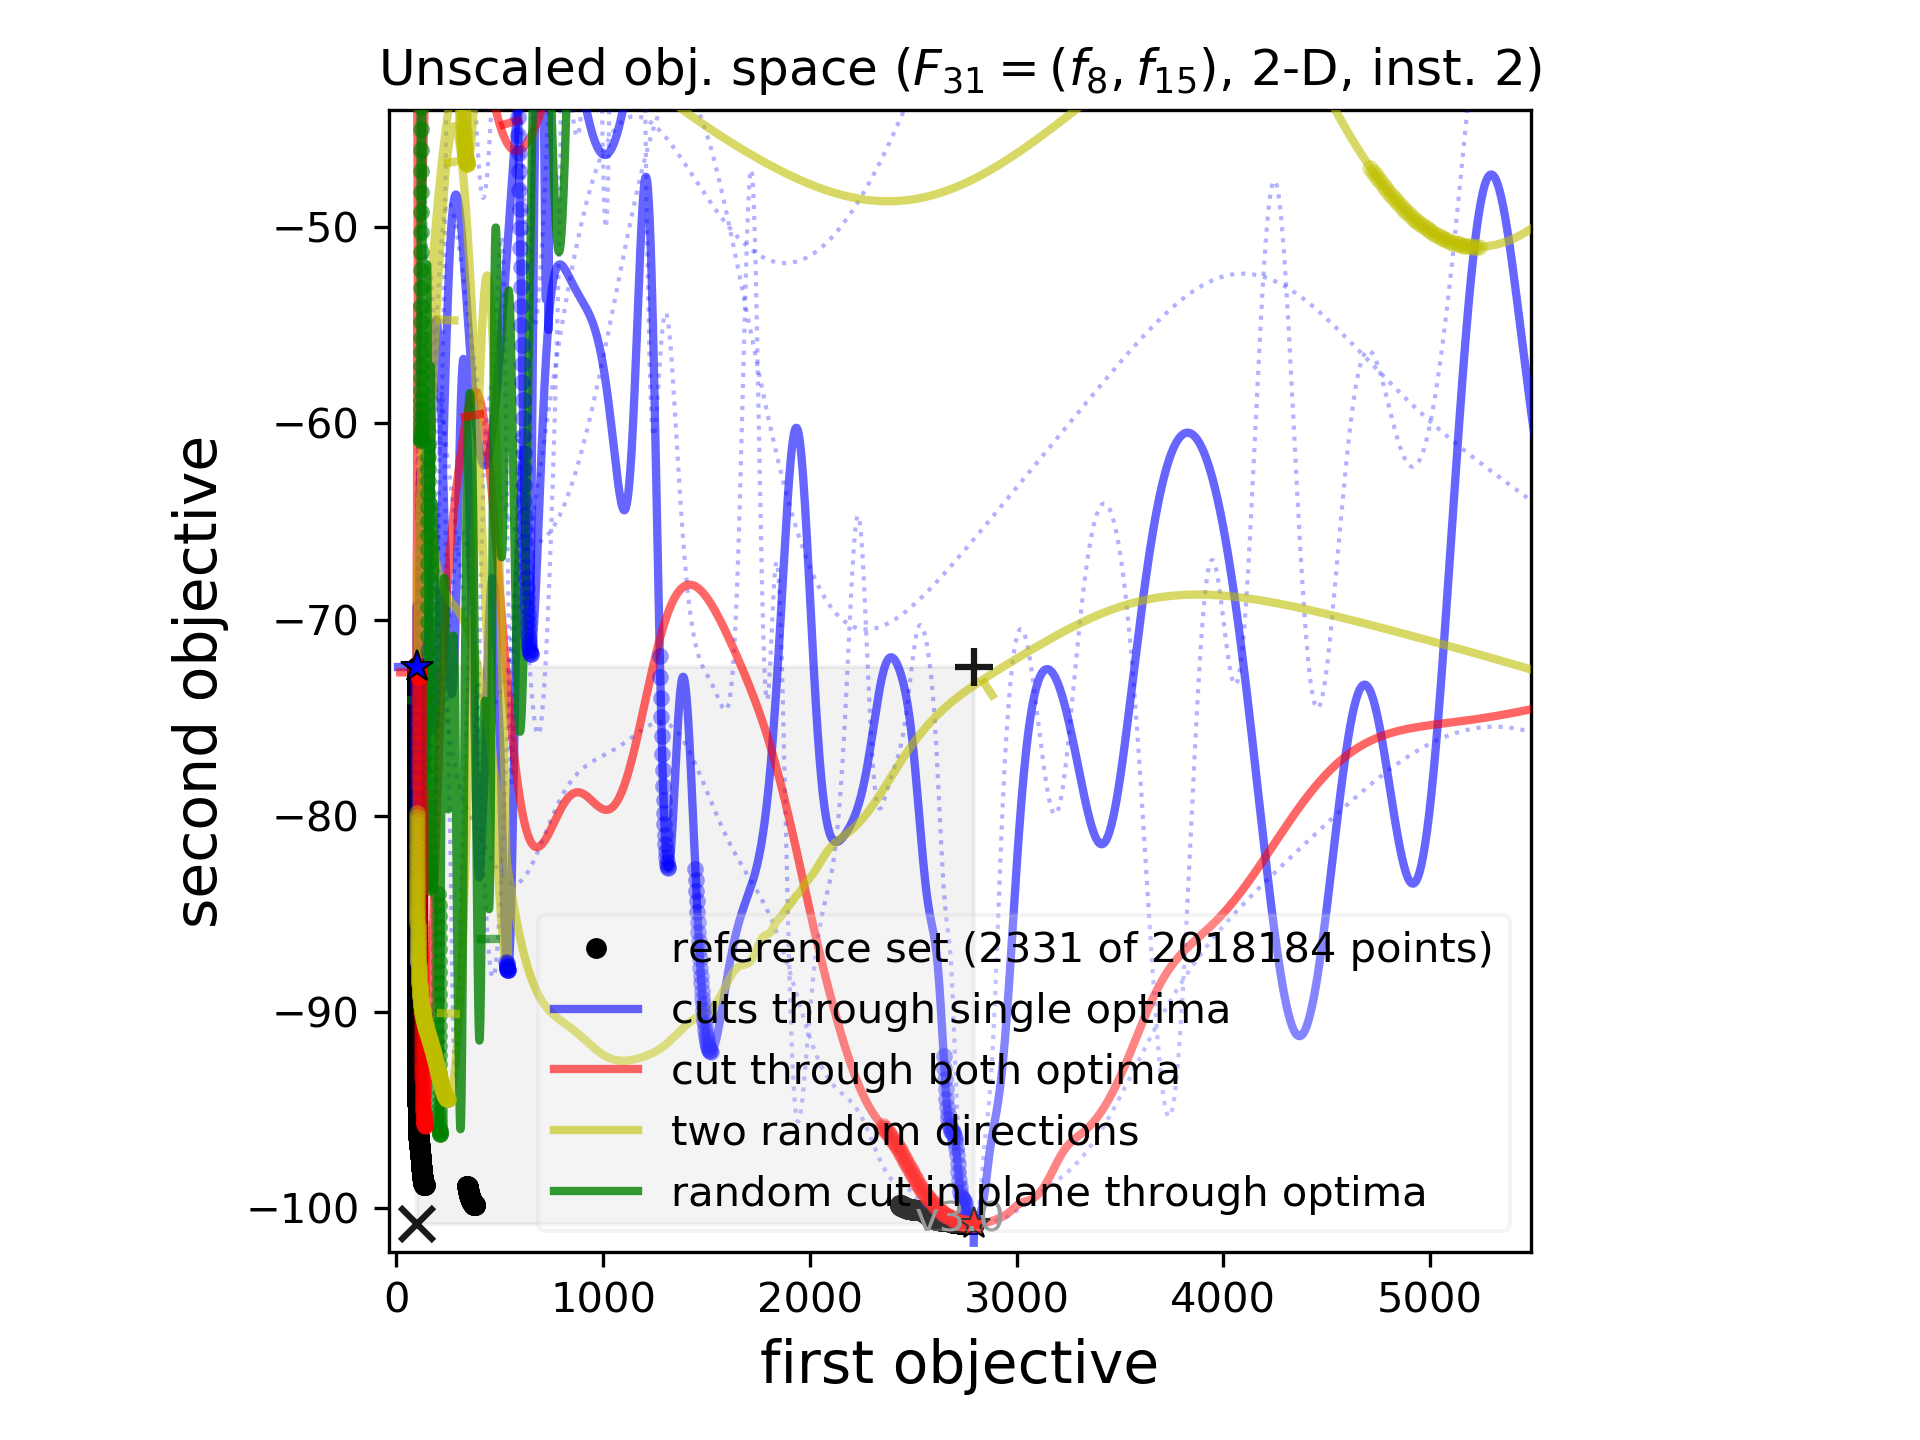 Unscaled obj. space (F₃₁ = (f₈, f₁₅), 2-D, inst. 2)
second objective
−50
−60
−70
−80
−90
−100
reference set (2331 of 2018184 points)
cuts through single optima
cut through both optima
two random directions
random cut in plane through optima
0 1000 2000 3000 4000 5000
first objective